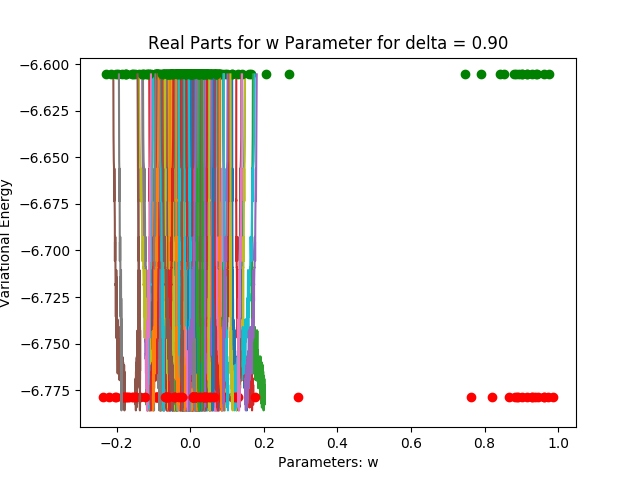 Real Parts for w Parameter for delta = 0.90
−6.600
−6.625
−6.650
−6.675
−6.700
−6.725
−6.750
−6.775
Variational Energy
−0.2 0.0 0.2 0.4 0.6 0.8 1.0
Parameters: w